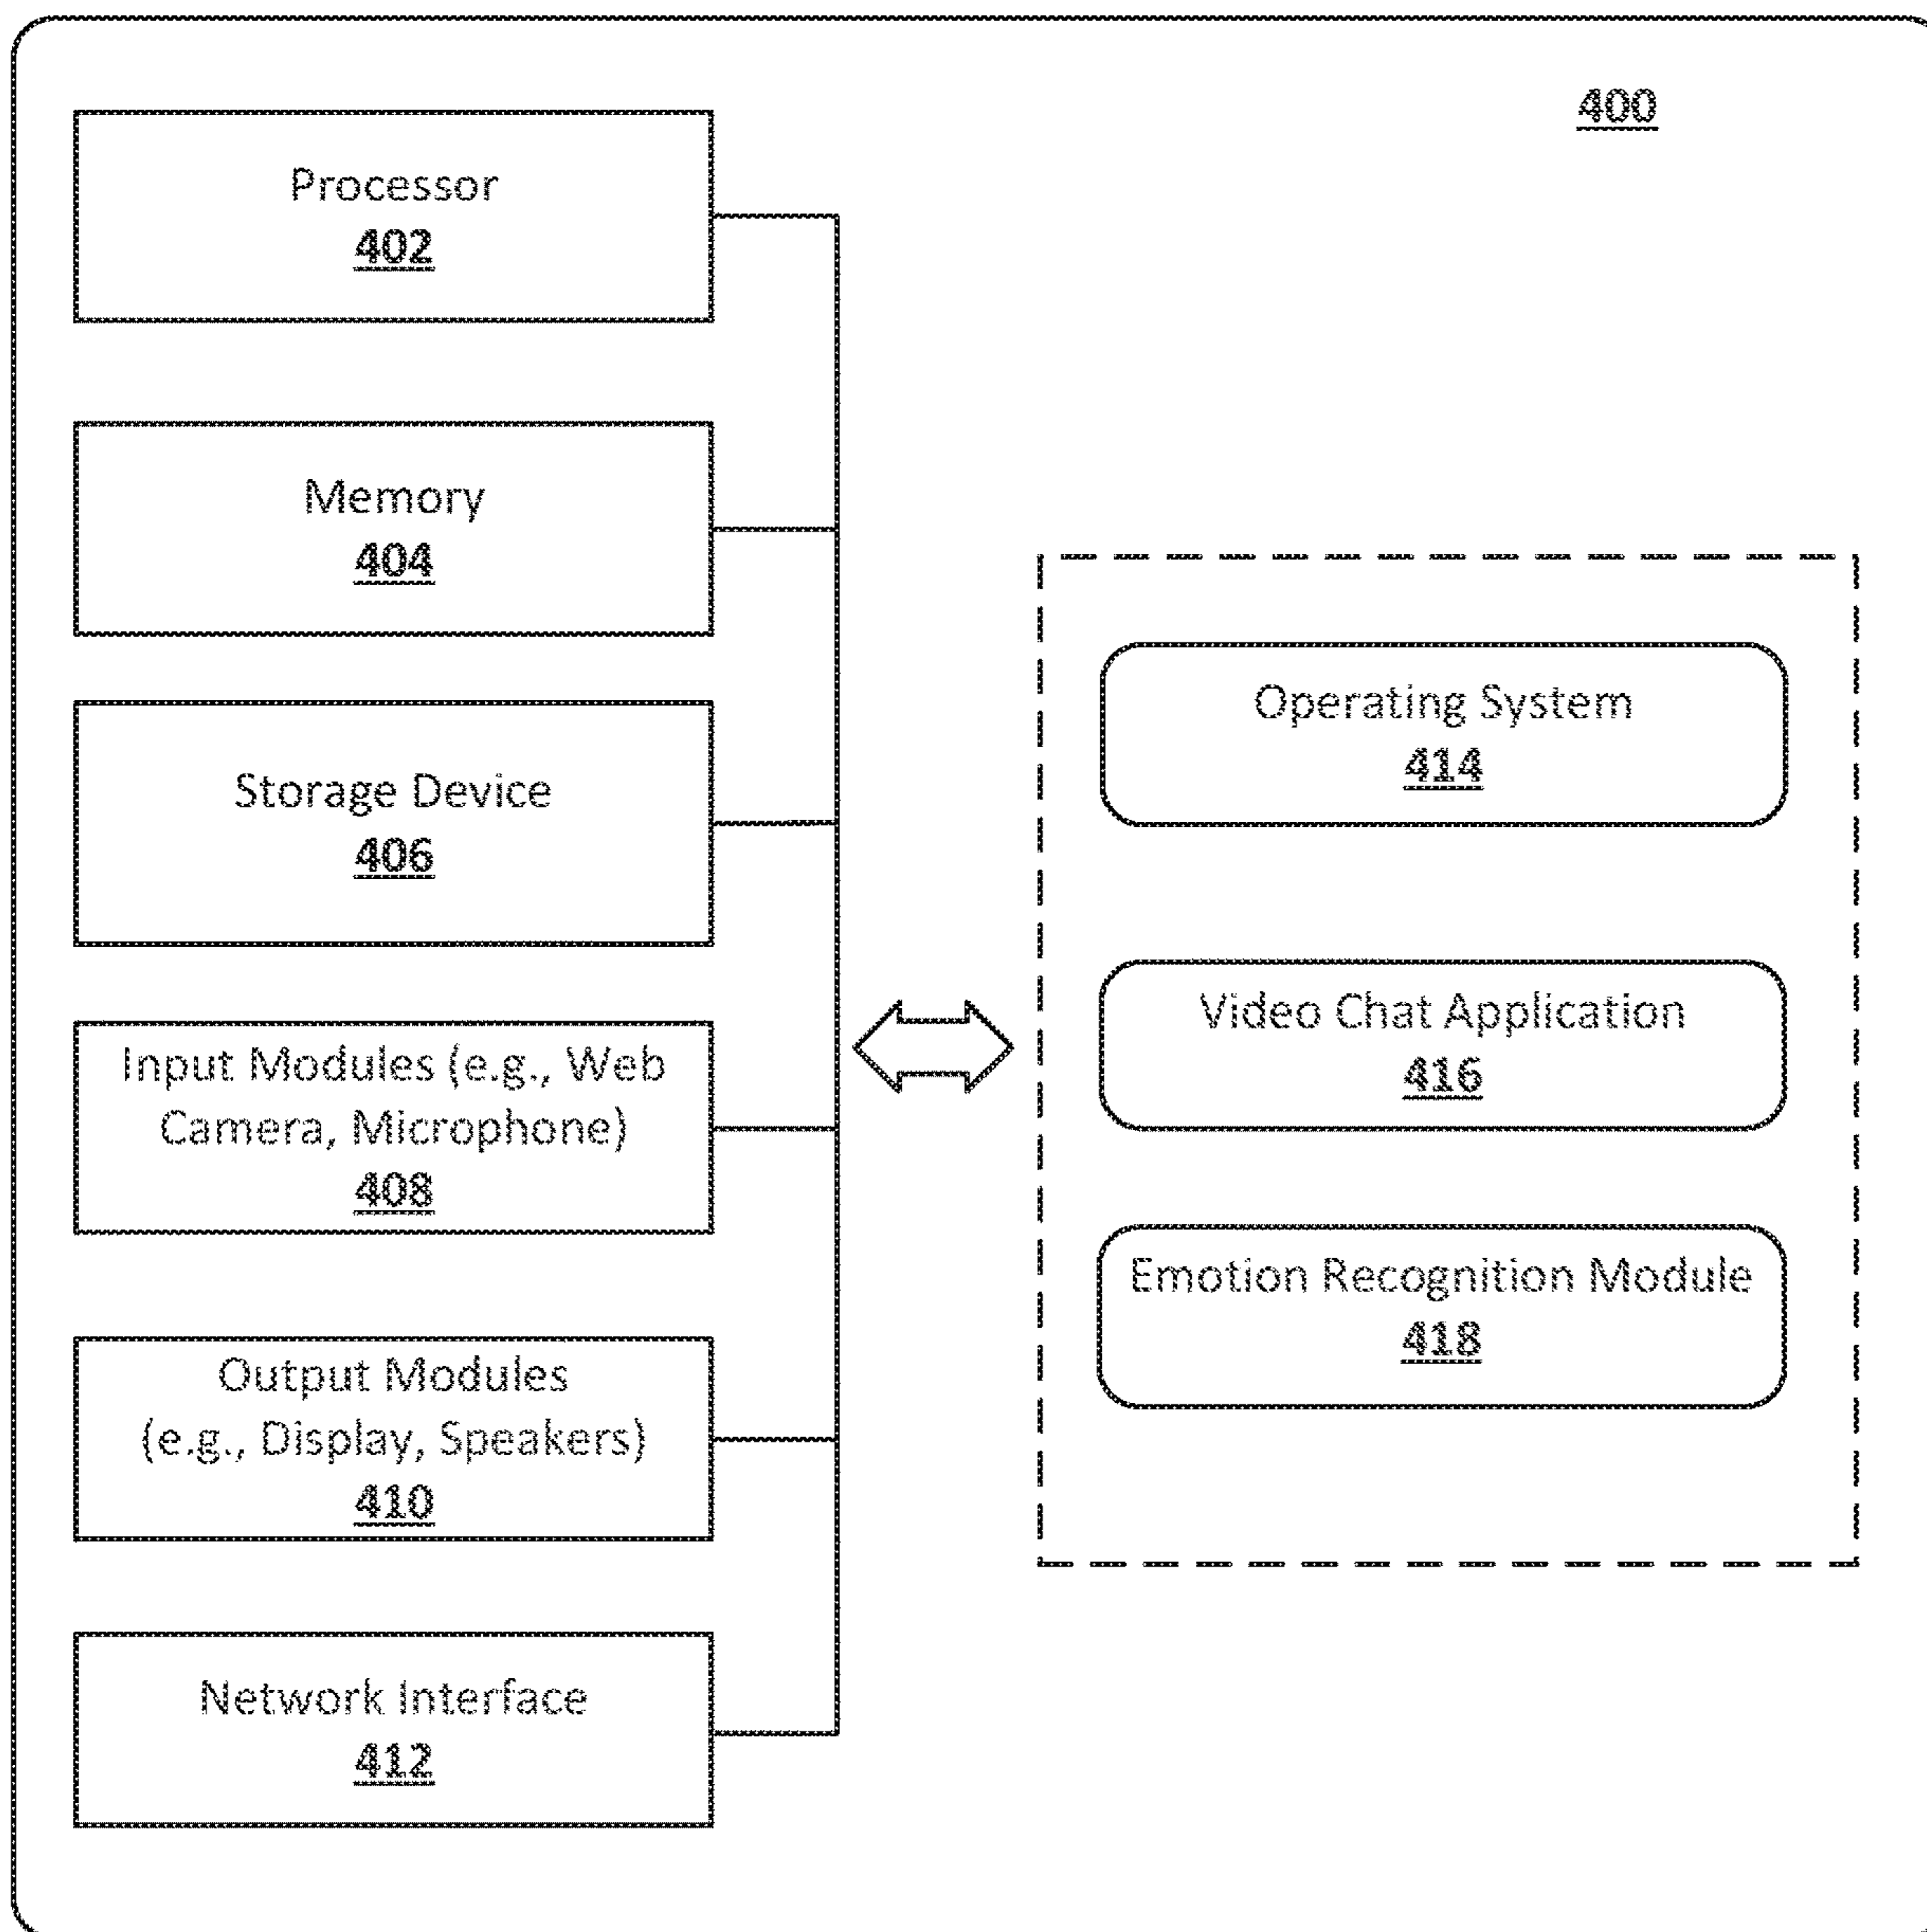 400
Processor
402
Memory
404
Storage Device
406
Input Modules (e.g., Web
Camera, Microphone)
408
Output Modules
(e.g., Display, Speakers)
410
Network Interface
412
Operating System
414
Video Chat Application
416
Emotion Recognition Module
418